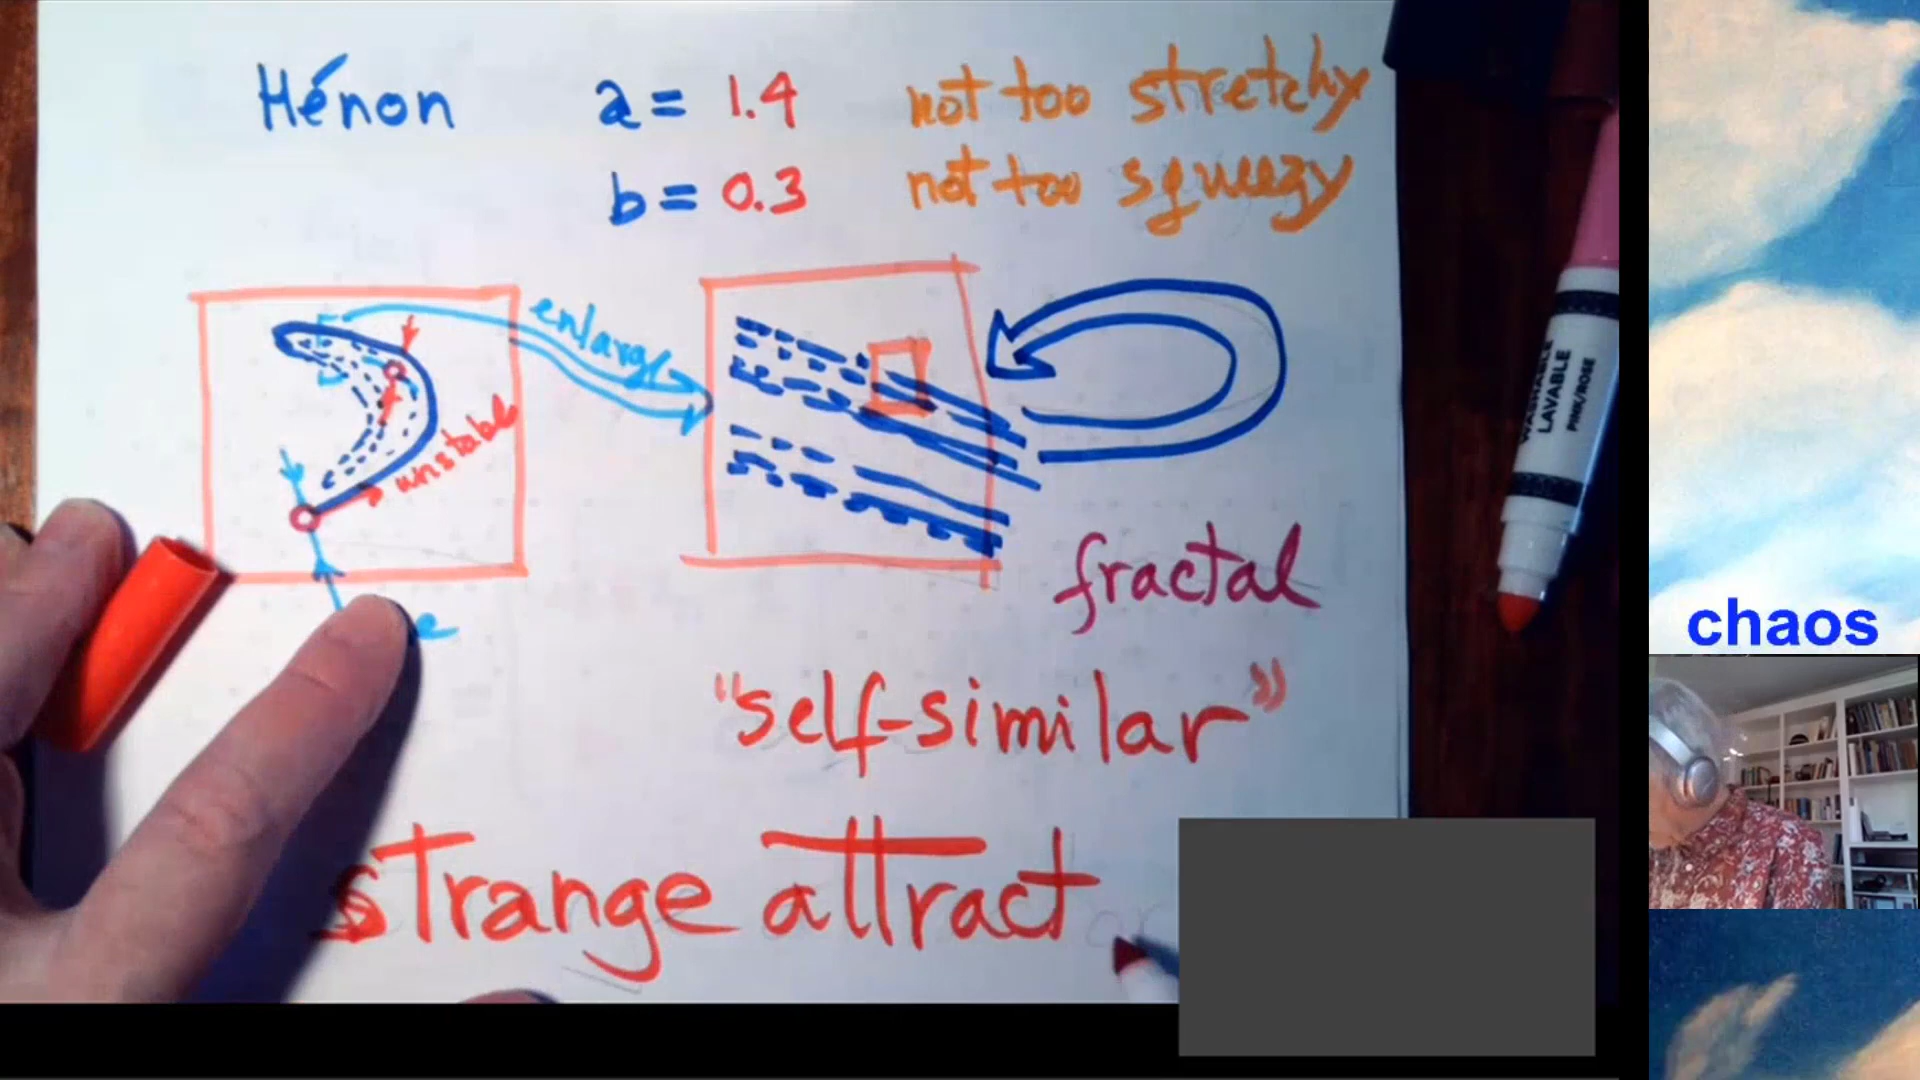 Hénon a = 1.4 not too stretchy
b = 0.3 not too squeezy
enlarge
unstable
fractal
"self-similar"
strange attract
chaos
WASHABLE
LAVABLE
PINK/ROSE